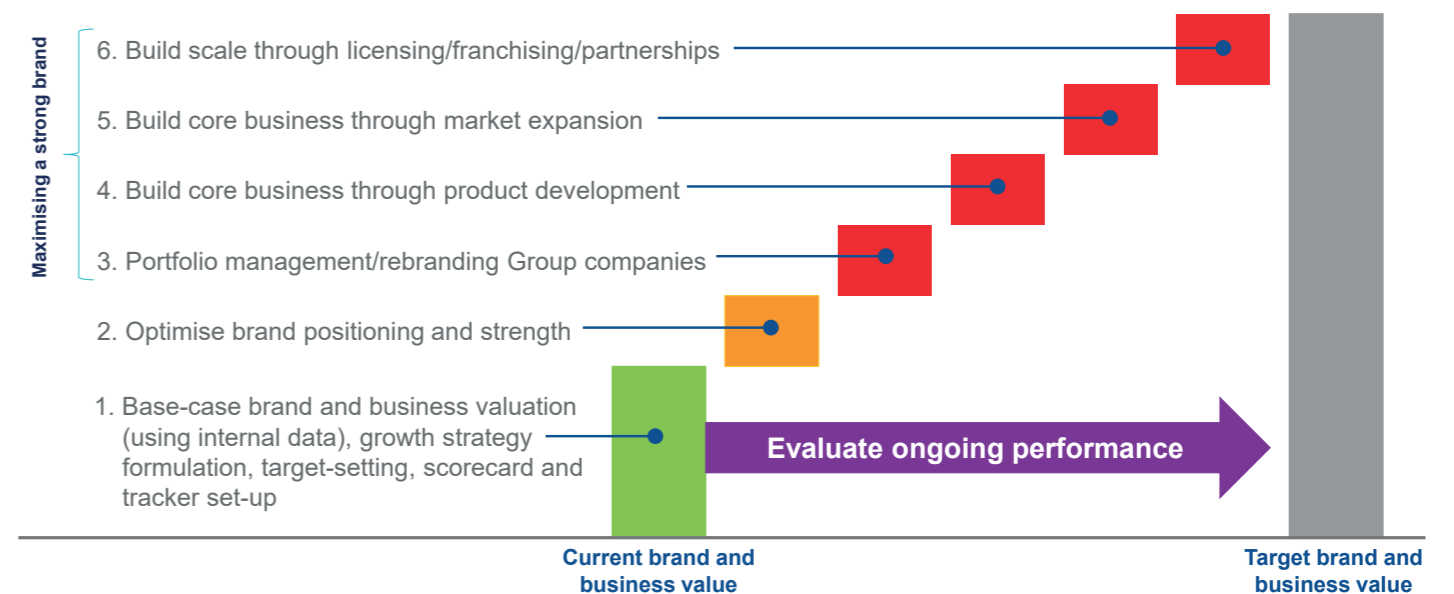 Maximising a strong brand
6. Build scale through licensing/franchising/partnerships
5. Build core business through market expansion
4. Build core business through product development
3. Portfolio management/rebranding Group companies
2. Optimise brand positioning and strength
1. Base-case brand and business valuation
(using internal data), growth strategy
formulation, target-setting, scorecard and
tracker set-up
Evaluate ongoing performance
Current brand and
business value
Target brand and
business value